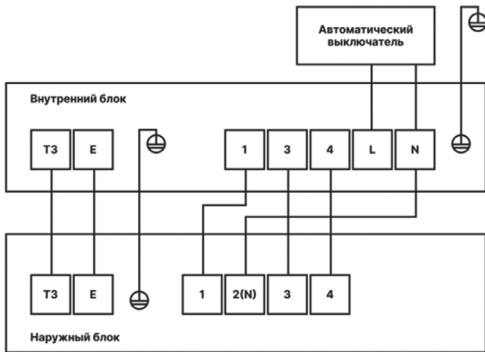 Автоматический
выключатель
Внутренний блок
T3 E 1 3 4 L N
T3 E 1 2(N) 3 4
Наружный блок